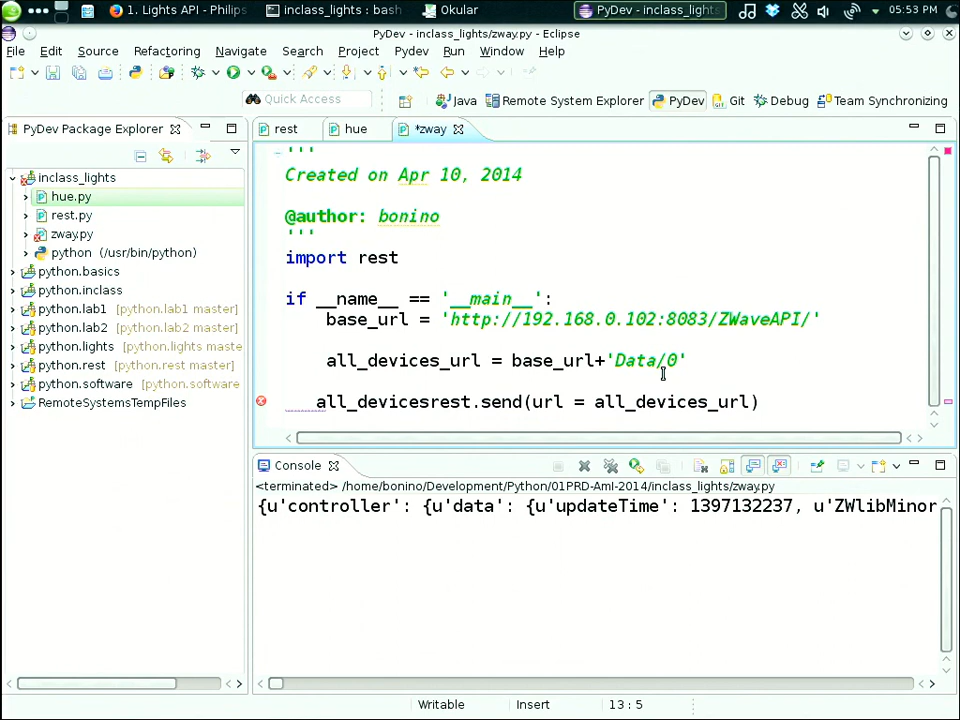 1. Lights API - Philips
inclass_lights : bash
Okular
PyDev - inclass_lights/
05:53 PM
PyDev - inclass_lights/zway.py - Eclipse
File Edit Source Refactoring Navigate Search Project Pydev Run Window Help
Quick Access
Java Remote System Explorer PyDev Git Debug Team Synchronizing
PyDev Package Explorer
rest hue *zway
inclass_lights
hue.py
rest.py
zway.py
python (/usr/bin/python)
python.basics
python.inclass
python.lab1 [python.lab1 master]
python.lab2 [python.lab2 master]
python.lights [python.lights maste
python.rest [python.rest master]
python.software [python.software
RemoteSystemsTempFiles
'''
Created on Apr 10, 2014
@author: bonino
'''
import rest
if __name__ == '__main__':
base_url = 'http://192.168.0.102:8083/ZWaveAPI/'
all_devices_url = base_url+'Data/0'
all_devicesrest.send(url = all_devices_url)
Console
<terminated> /home/bonino/Development/Python/01PRD-AmI-2014/inclass_lights/zway.py
{u'controller': {u'data': {u'updateTime': 1397132237, u'ZWlibMinor
Writable Insert 13 : 5